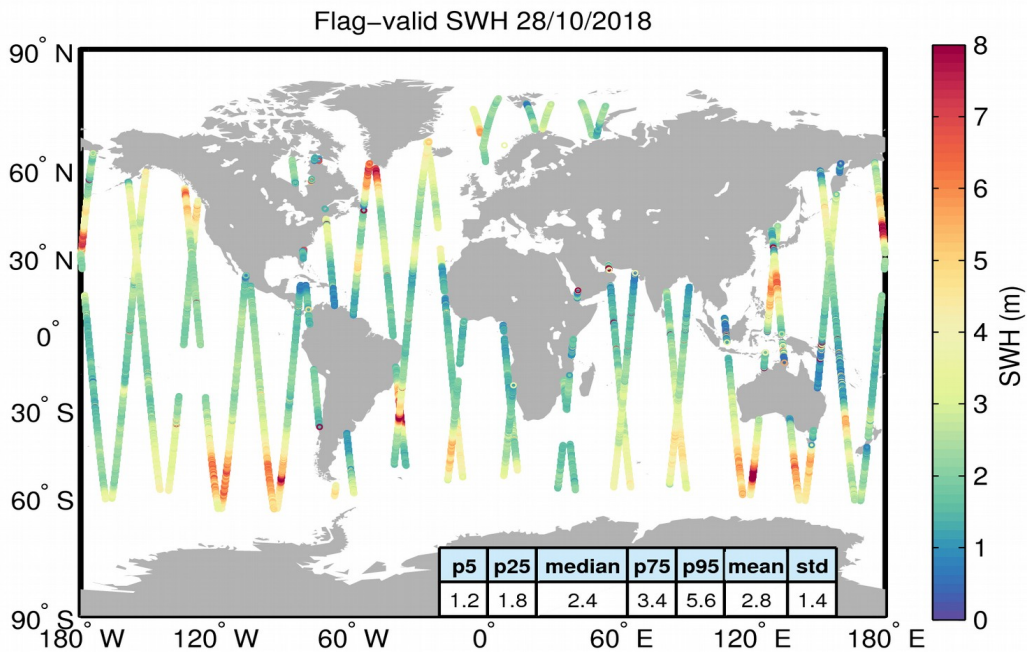 Flag−valid SWH 28/10/2018
90° N
60° N
30° N
0°
30° S
60° S
90° S
180° W
120° W
60° W
0°
60° E
120° E
180° E
8
7
6
5
4
3
2
1
0
SWH (m)
p5 p25 median p75 p95 mean std
1.2 1.8 2.4 3.4 5.6 2.8 1.4